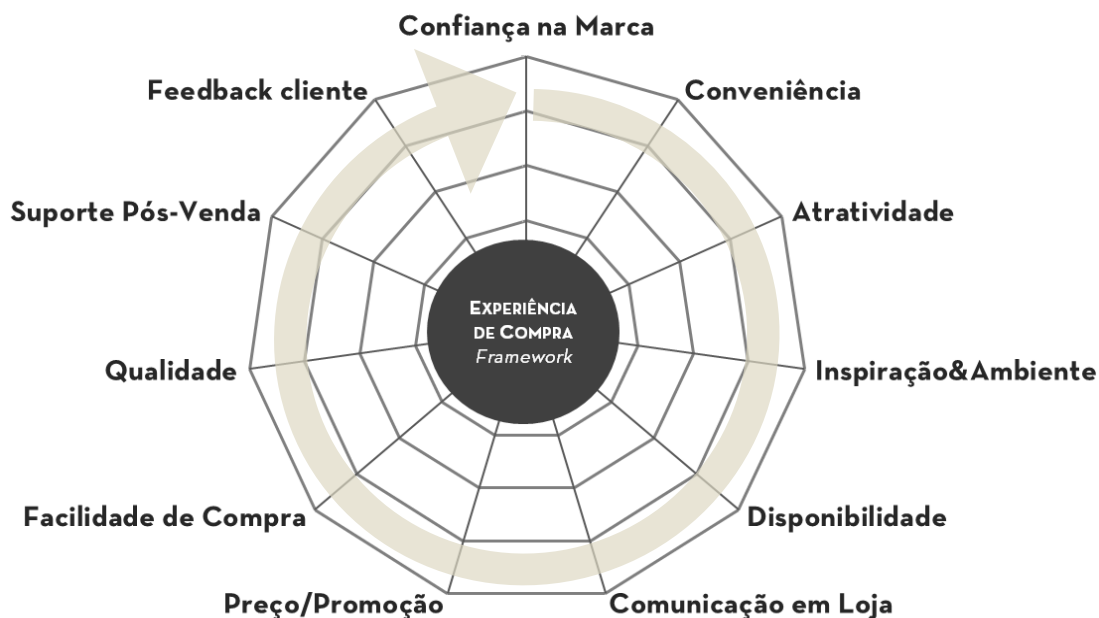 Confiança na Marca
Feedback cliente
Conveniência
Suporte Pós-Venda
Atratividade
EXPERIÊNCIA
DE COMPRA
Framework
Qualidade
Inspiração&Ambiente
Facilidade de Compra
Disponibilidade
Preço/Promoção
Comunicação em Loja